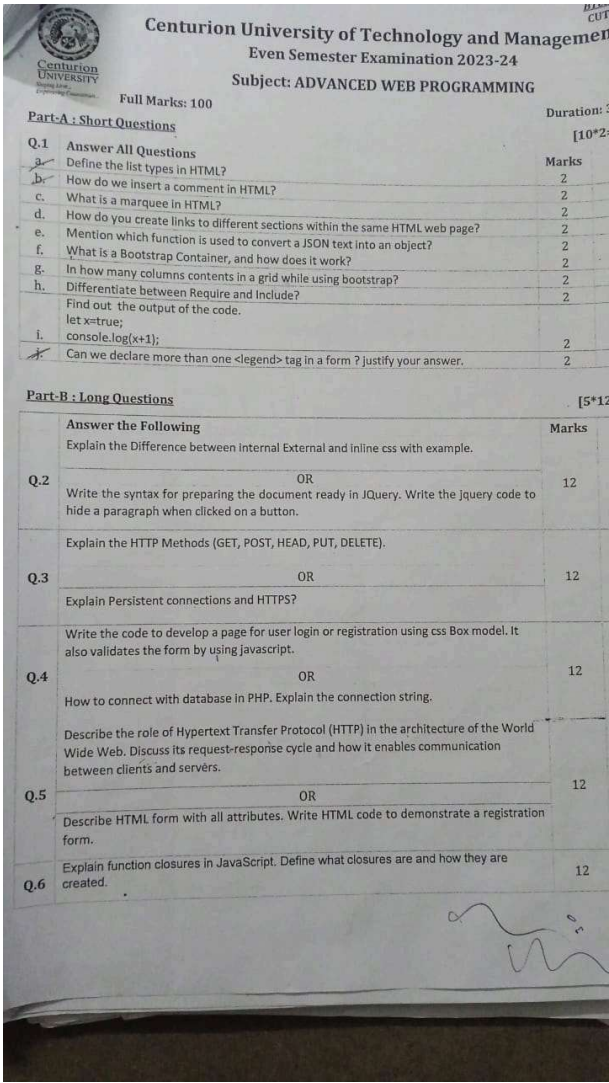 CUT
Centurion University of Technology and Managemen
Even Semester Examination 2023-24
Centurion
UNIVERSITY
Subject: ADVANCED WEB PROGRAMMING
Full Marks: 100
Duration: 3
Part-A : Short Questions
[10*2=
Q.1 Answer All Questions Marks
a. Define the list types in HTML? 2
b. How do we insert a comment in HTML? 2
c. What is a marquee in HTML? 2
d. How do you create links to different sections within the same HTML web page? 2
e. Mention which function is used to convert a JSON text into an object? 2
f. What is a Bootstrap Container, and how does it work? 2
g. In how many columns contents in a grid while using bootstrap? 2
h. Differentiate between Require and Include? 2
Find out the output of the code.
let x=true;
i. console.log(x+1); 2
j. Can we declare more than one <legend> tag in a form ? justify your answer. 2
Part-B : Long Questions [5*12
Answer the Following Marks
Explain the Difference between Internal External and inline css with example.
Q.2 OR 12
Write the syntax for preparing the document ready in JQuery. Write the jquery code to
hide a paragraph when clicked on a button.
Explain the HTTP Methods (GET, POST, HEAD, PUT, DELETE).
Q.3 OR 12
Explain Persistent connections and HTTPS?
Write the code to develop a page for user login or registration using css Box model. It
also validates the form by using javascript.
Q.4 OR 12
How to connect with database in PHP. Explain the connection string.
Describe the role of Hypertext Transfer Protocol (HTTP) in the architecture of the World
Wide Web. Discuss its request-response cycle and how it enables communication
between clients and servers.
Q.5 OR 12
Describe HTML form with all attributes. Write HTML code to demonstrate a registration
form.
Explain function closures in JavaScript. Define what closures are and how they are
Q.6 created. 12